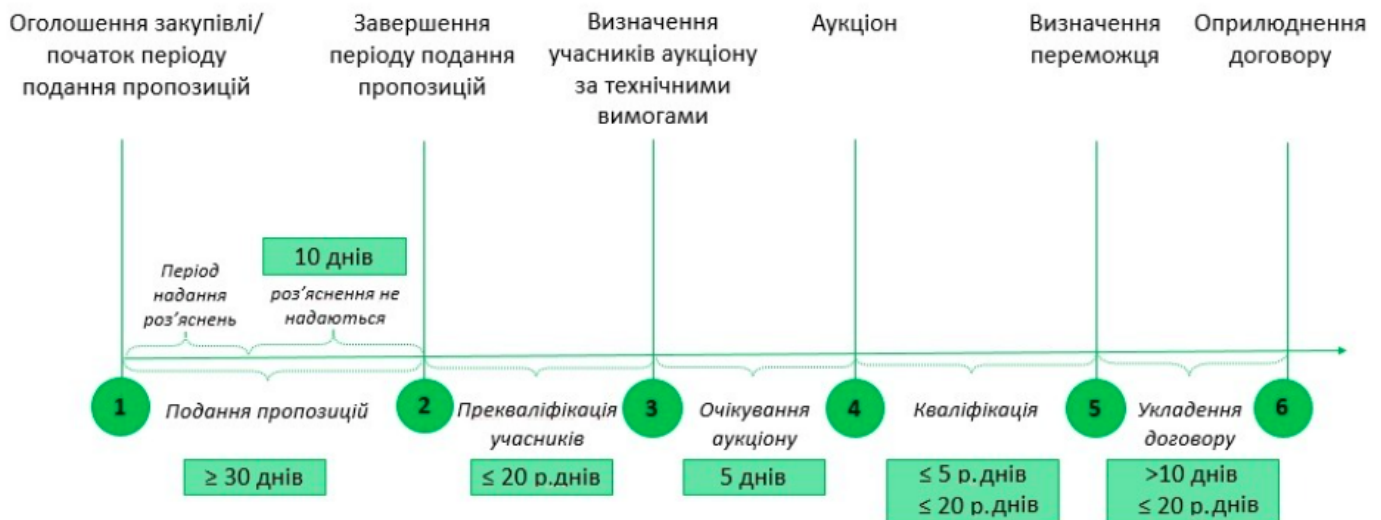 Оголошення закупівлі/
початок періоду
подання пропозицій
Завершення
періоду подання
пропозицій
Визначення
учасників аукціону
за технічними
вимогами
Аукціон
Визначення
переможця
Оприлюднення
договору
Період
надання
роз’яснень
10 днів
роз’яснення не
надаються
1
Подання пропозицій
≥ 30 днів
2
Прекваліфікація
учасників
≤ 20 р.днів
3
Очікування
аукціону
5 днів
4
Кваліфікація
≤ 5 р.днів
≤ 20 р.днів
5
Укладення
договору
>10 днів
≤ 20 р.днів
6